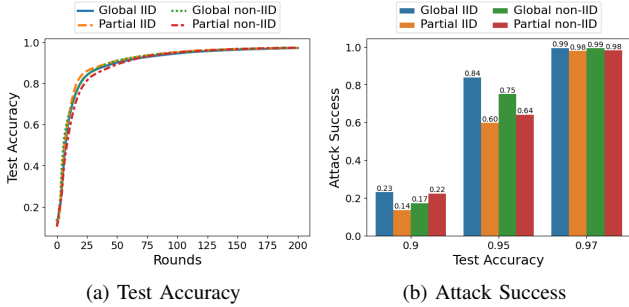 Global IID
Global non-IID
Partial IID
Partial non-IID
1.0
0.8
0.6
0.4
0.2
Test Accuracy
0
25
50
75
100
125
150
175
200
Rounds
(a) Test Accuracy
Global IID
Global non-IID
Partial IID
Partial non-IID
1.0
0.8
0.6
0.4
0.2
0.0
Attack Success
0.23
0.14
0.17
0.22
0.84
0.60
0.75
0.64
0.99
0.98
0.99
0.98
0.9
0.95
0.97
Test Accuracy
(b) Attack Success